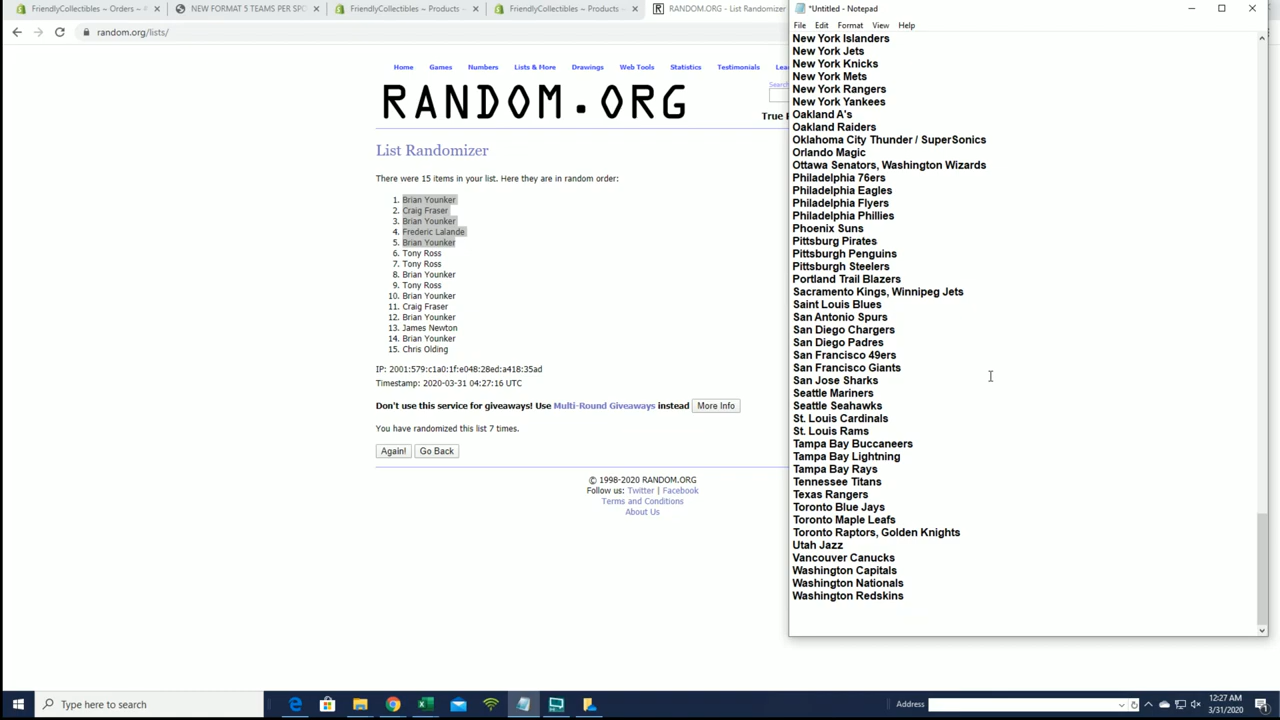 FriendlyCollectibles ~ Orders ~
NEW FORMAT 5 TEAMS PER SPO
FriendlyCollectibles ~ Products ~
FriendlyCollectibles ~ Products ~
RANDOM.ORG - List Randomizer
random.org/lists/
Home Games Numbers Lists & More Drawings Web Tools Statistics Testimonials
Search
RANDOM.ORG
List Randomizer
There were 15 items in your list. Here they are in random order:
1. Brian Younker
2. Craig Fraser
3. Brian Younker
4. Frederic Lalande
5. Brian Younker
6. Tony Ross
7. Tony Ross
8. Brian Younker
9. Tony Ross
10. Brian Younker
11. Craig Fraser
12. Brian Younker
13. James Newton
14. Brian Younker
15. Chris Olding
IP: 2001:579:c1a0:1f:e048:28ed:a418:35ad
Timestamp: 2020-03-31 04:27:16 UTC
Don't use this service for giveaways! Use Multi-Round Giveaways instead More Info
You have randomized this list 7 times.
Again! Go Back
© 1998-2020 RANDOM.ORG
Follow us: Twitter | Facebook
Terms and Conditions
About Us
*Untitled - Notepad
File Edit Format View Help
New York Islanders
New York Jets
New York Knicks
New York Mets
New York Rangers
New York Yankees
Oakland A's
Oakland Raiders
Oklahoma City Thunder / SuperSonics
Orlando Magic
Ottawa Senators, Washington Wizards
Philadelphia 76ers
Philadelphia Eagles
Philadelphia Flyers
Philadelphia Phillies
Phoenix Suns
Pittsburg Pirates
Pittsburgh Penguins
Pittsburgh Steelers
Portland Trail Blazers
Sacramento Kings, Winnipeg Jets
Saint Louis Blues
San Antonio Spurs
San Diego Chargers
San Diego Padres
San Francisco 49ers
San Francisco Giants
San Jose Sharks
Seattle Mariners
Seattle Seahawks
St. Louis Cardinals
St. Louis Rams
Tampa Bay Buccaneers
Tampa Bay Lightning
Tampa Bay Rays
Tennessee Titans
Texas Rangers
Toronto Blue Jays
Toronto Maple Leafs
Toronto Raptors, Golden Knights
Utah Jazz
Vancouver Canucks
Washington Capitals
Washington Nationals
Washington Redskins
Type here to search
Address
12:27 AM
3/31/2020